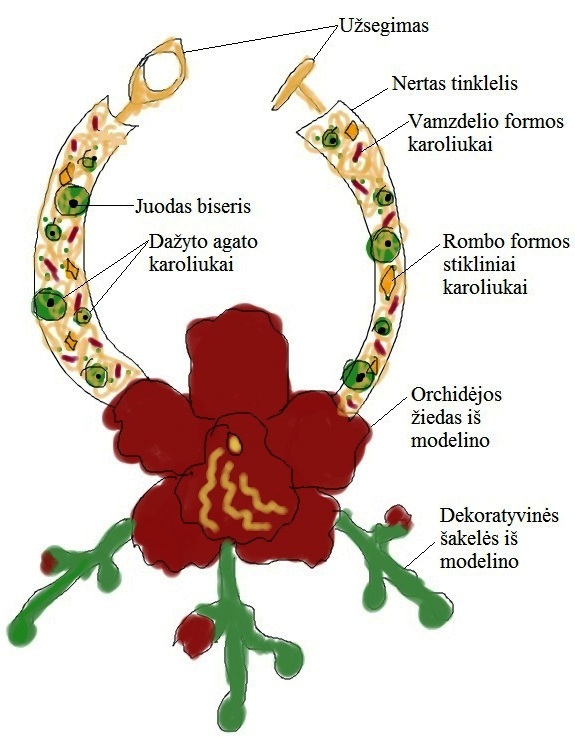 Užsegimas
Nertas tinklelis
Vamzdelio formos
karoliukai
Juodas biseris
Dažyto agato
karoliukai
Rombo formos
stikliniai
karoliukai
Orchidėjos
žiedas iš
modelino
Dekoratyvinės
šakelės iš
modelino